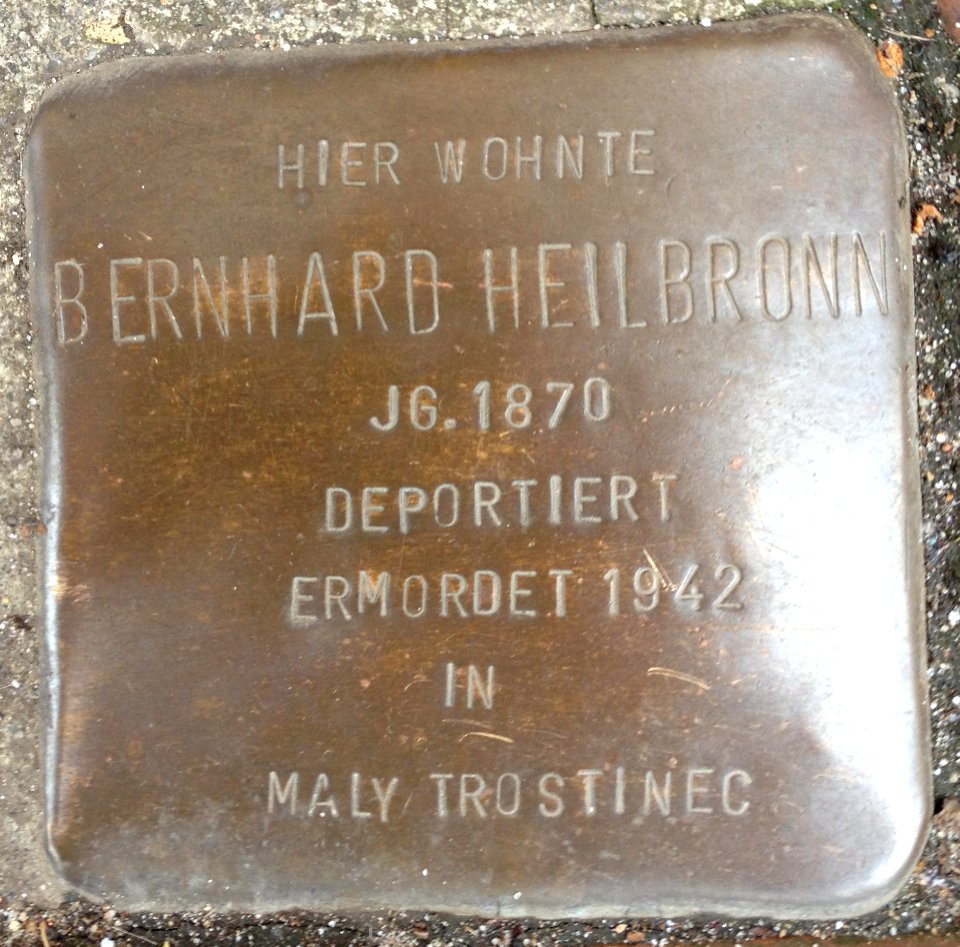 HIER WOHNTE
BERNHARD HEILBRONN
JG. 1870
DEPORTIERT
ERMORDET 1942
IN
MALY TROSTINEC